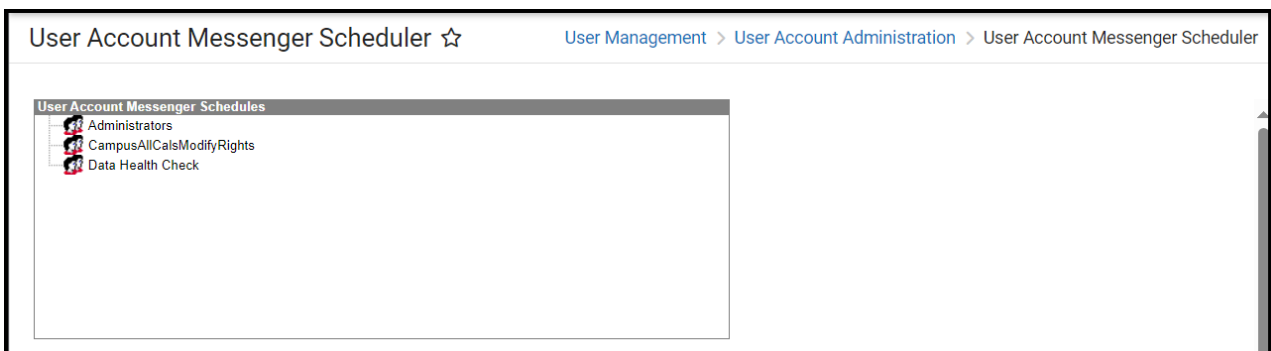 User Account Messenger Scheduler ☆
User Management > User Account Administration > User Account Messenger Scheduler
User Account Messenger Schedules
Administrators
CampusAllCalsModifyRights
Data Health Check